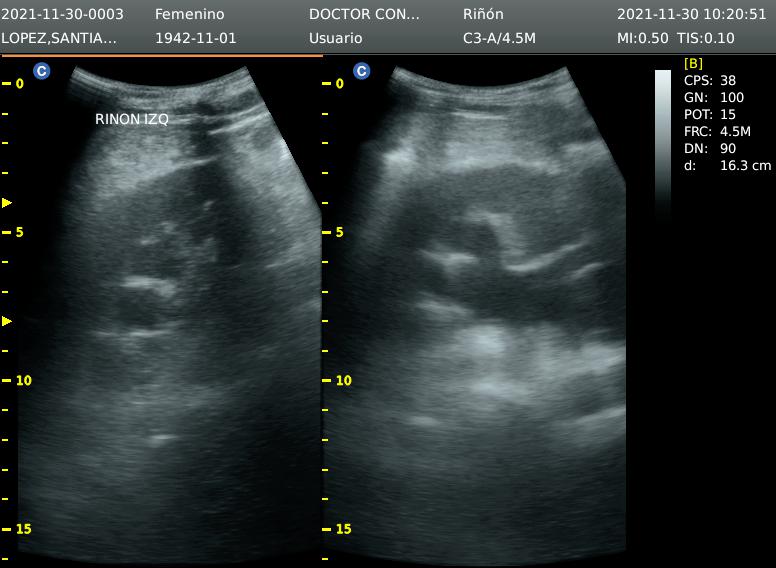 2021-11-30-0003 Femenino DOCTOR CON... Riñón 2021-11-30 10:20:51
LOPEZ,SANTIA... 1942-11-01 Usuario C3-A/4.5M MI:0.50 TIS:0.10
C C
[B]
CPS: 38
GN: 100
POT: 15
FRC: 4.5M
DN: 90
d: 16.3 cm
RINON IZQ
0 0
5 5
10 10
15 15